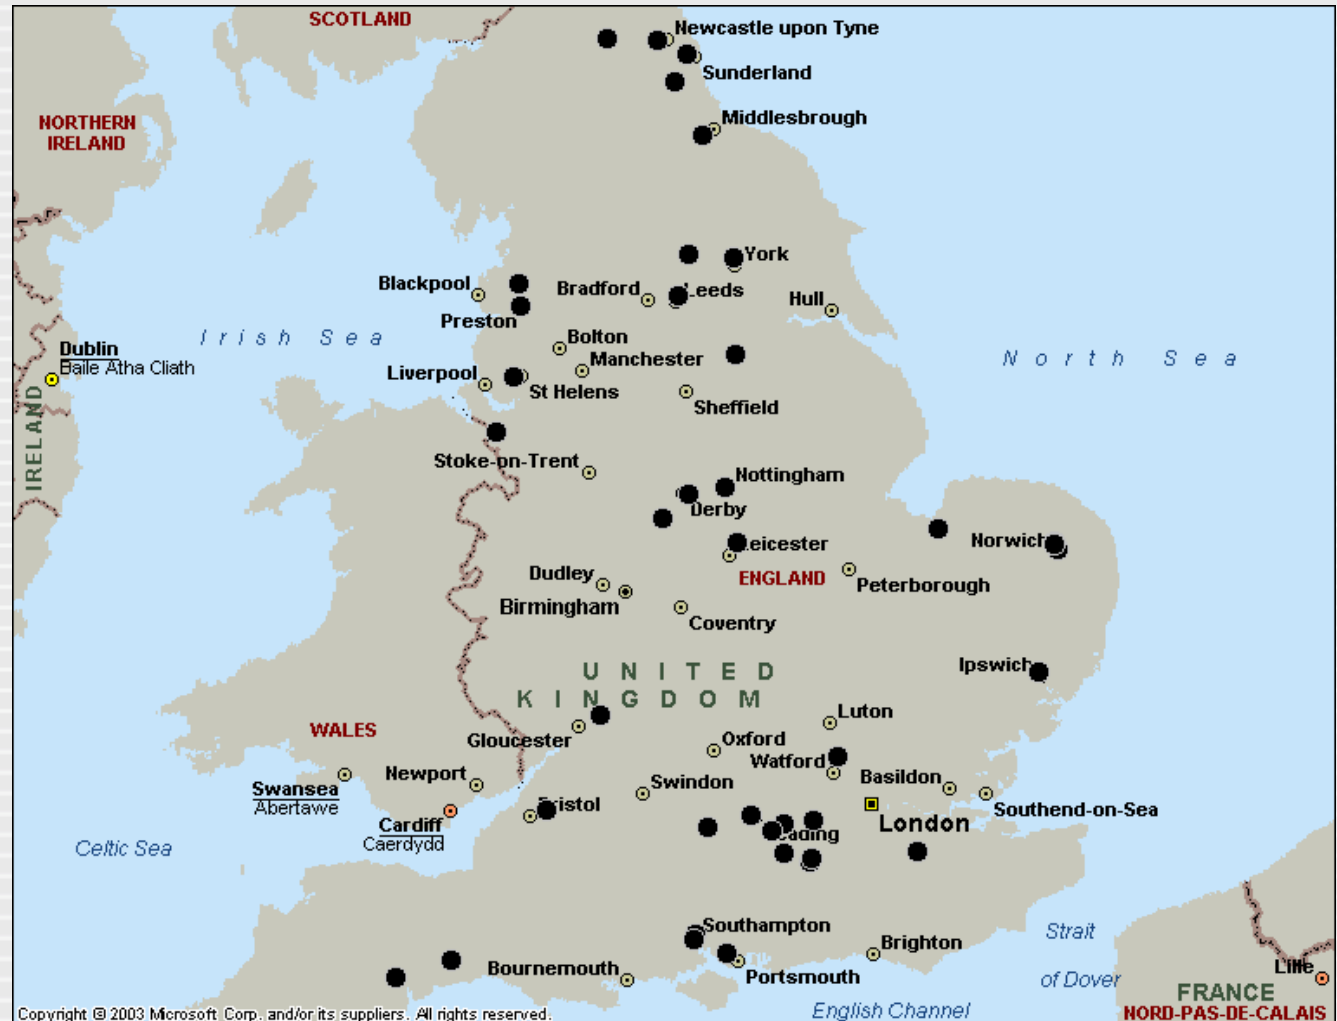 SCOTLAND
Newcastle upon Tyne
Sunderland
Middlesbrough
NORTHERN
IRELAND
York
Blackpool
Bradford
Leeds
Hull
Preston
Irish Sea
Bolton
Dublin
Baile Atha Cliath
Manchester
Liverpool
North Sea
St Helens
Sheffield
IRELAND
Stoke-on-Trent
Nottingham
Derby
Norwich
eicester
Dudley
ENGLAND
Peterborough
Birmingham
Coventry
UNITED
KINGDOM
Ipswich
Luton
WALES
Gloucester
Oxford
Watford
Newport
Swindon
Basildon
Swansea
Abertawe
Bristol
Southend-on-Sea
Cardiff
Caerdydd
London
eading
Celtic Sea
Southampton
Strait
of Dover
Brighton
Bournemouth
Portsmouth
Lille
FRANCE
NORD-PAS-DE-CALAIS
English Channel
Copyright © 2003 Microsoft Corp. and/or its suppliers. All rights reserved.